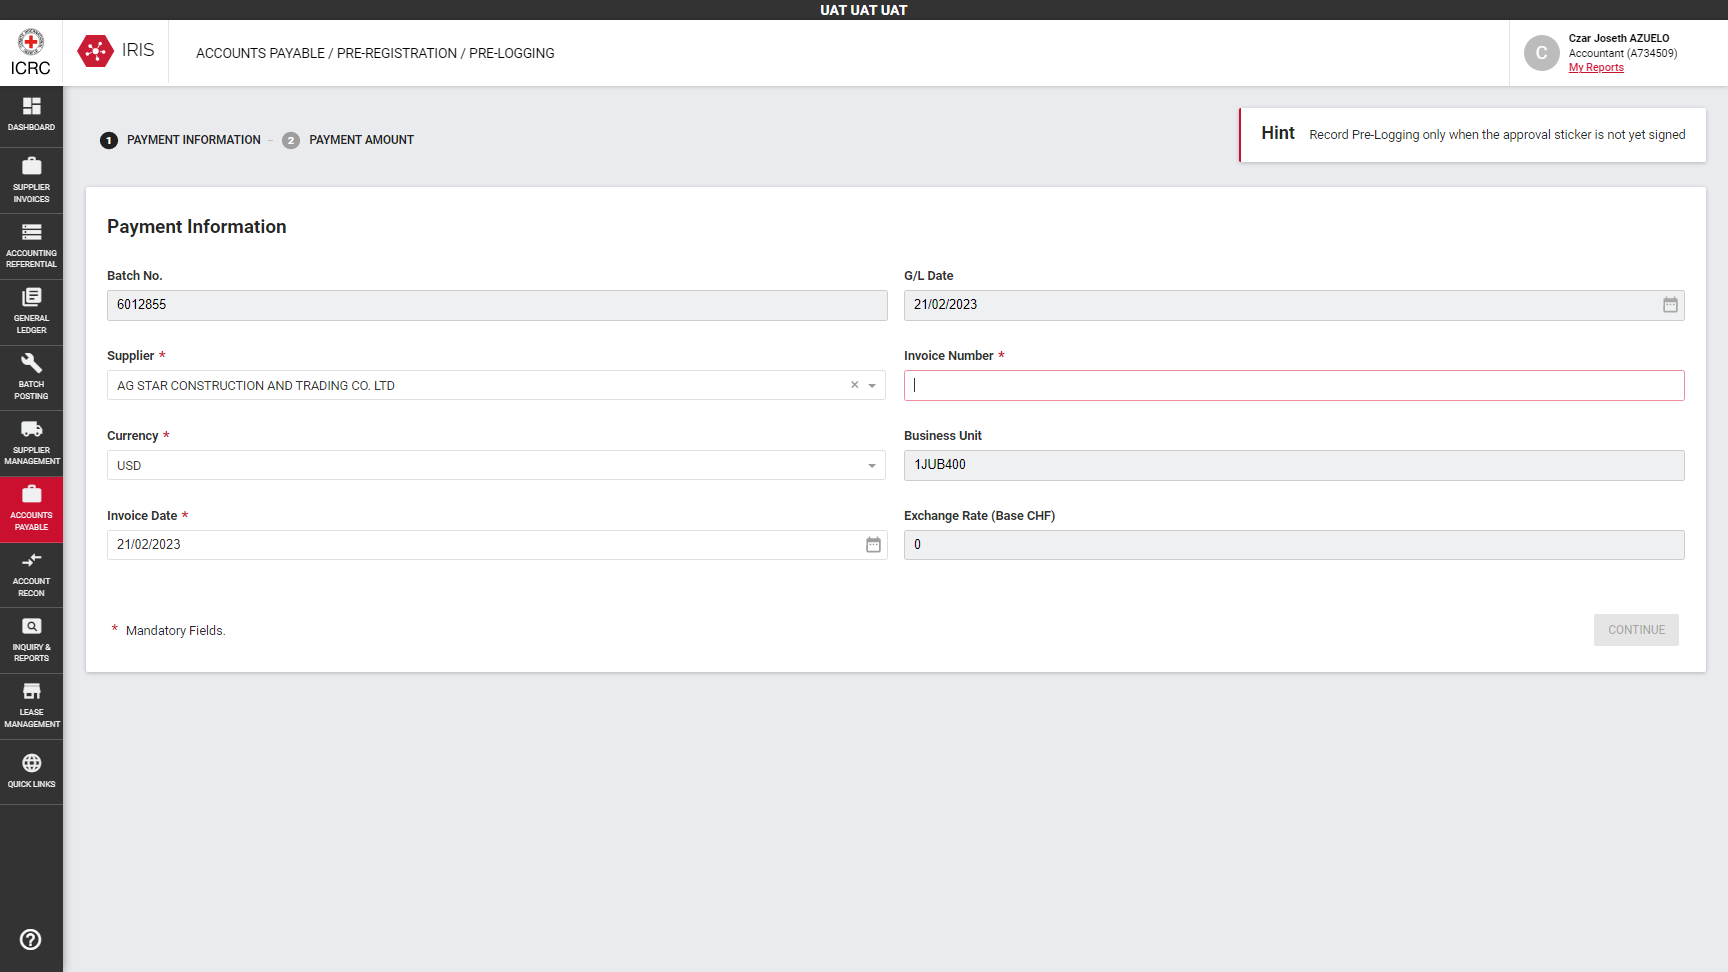 UAT UAT UAT
ICRC
IRIS
ACCOUNTS PAYABLE / PRE-REGISTRATION / PRE-LOGGING
C
Czar Joseth AZUELO
Accountant (A734509)
My Reports
DASHBOARD
SUPPLIER
INVOICES
ACCOUNTING
REFERENTIAL
GENERAL
LEDGER
BATCH
POSTING
SUPPLIER
MANAGEMENT
ACCOUNTS
PAYABLE
ACCOUNT
RECON
INQUIRY &
REPORTS
LEASE
MANAGEMENT
QUICK LINKS
1 PAYMENT INFORMATION - 2 PAYMENT AMOUNT
Hint Record Pre-Logging only when the approval sticker is not yet signed
Payment Information
Batch No.
6012855
G/L Date
21/02/2023
Supplier *
AG STAR CONSTRUCTION AND TRADING CO. LTD
Invoice Number *
Currency *
USD
Business Unit
1JUB400
Invoice Date *
21/02/2023
Exchange Rate (Base CHF)
0
* Mandatory Fields.
CONTINUE